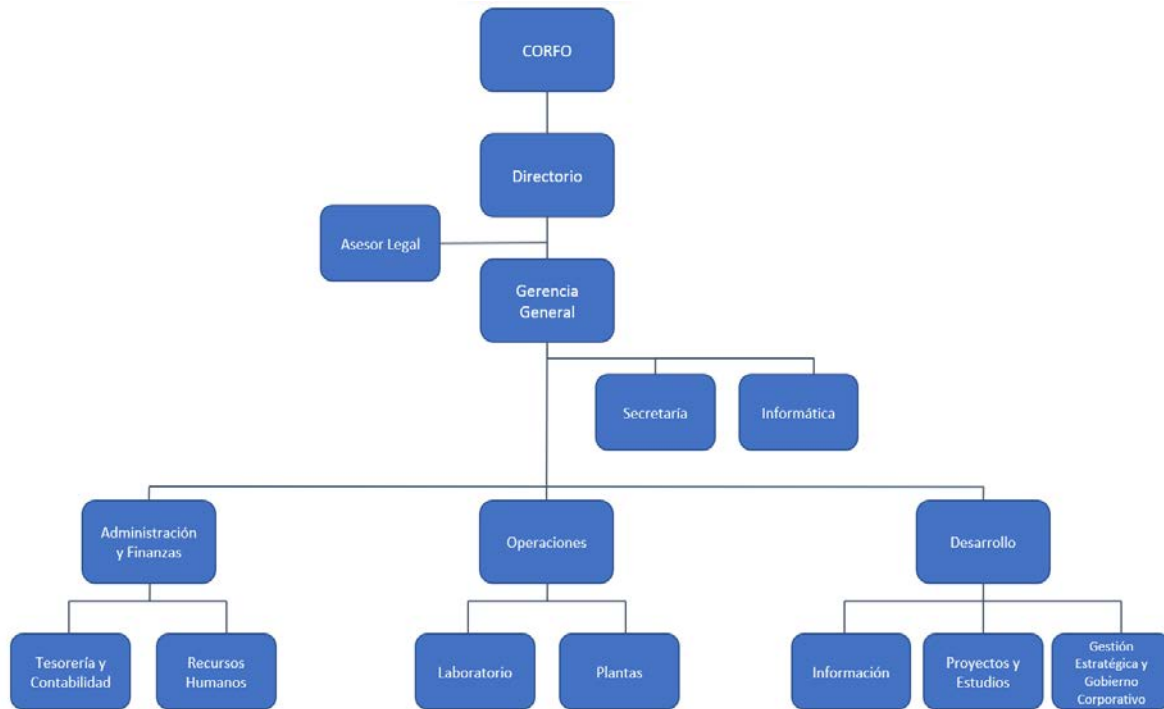 CORFO
Directorio
Asesor Legal
Gerencia
General
Secretaría
Informática
Administración
y Finanzas
Operaciones
Desarrollo
Tesorería y
Contabilidad
Recursos
Humanos
Laboratorio
Plantas
Información
Proyectos y
Estudios
Gestión
Estratégica y
Gobierno
Corporativo